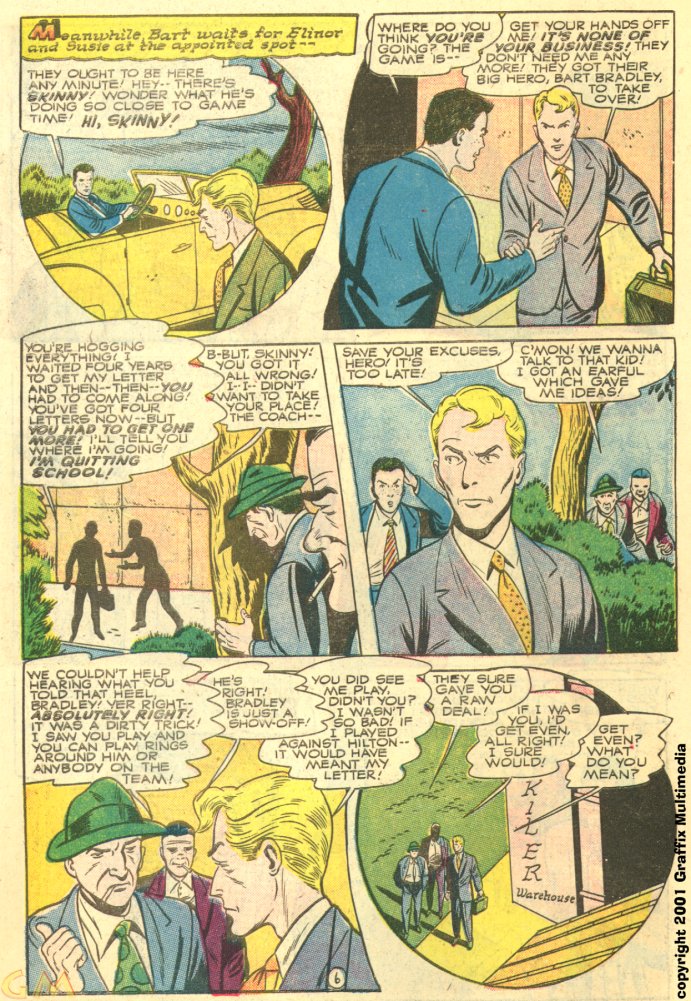 Meanwhile, Bart waits for Elinor
and Susie at the appointed spot--
THEY OUGHT TO BE HERE
ANY MINUTE! HEY-- THERE'S
SKINNY! WONDER WHAT HE'S
DOING SO CLOSE TO GAME
TIME! HI, SKINNY!
WHERE DO YOU
THINK YOU'RE
GOING? THE
GAME IS--
GET YOUR HANDS OFF
ME! IT'S NONE OF
YOUR BUSINESS! THEY
DON'T NEED ME ANY
MORE! THEY GOT THEIR
BIG HERO, BART BRADLEY,
TO TAKE
OVER!
YOU'RE HOGGING
EVERYTHING! I
WAITED FOUR YEARS
TO GET MY LETTER
AND THEN--THEN--YOU
HAD TO COME ALONG!
YOU'VE GOT FOUR
LETTERS NOW--BUT
YOU HAD TO GET ONE
MORE! I'LL TELL YOU
WHERE I'M GOING!
I'M QUITTING
SCHOOL!
B-BUT, SKINNY!
YOU GOT IT
ALL WRONG!
I-I-DIDN'T
WANT TO TAKE
YOUR PLACE!
THE COACH--
SAVE YOUR EXCUSES,
HERO! IT'S
TOO LATE!
C'MON! WE WANNA
TALK TO THAT KID!
I GOT AN EARFUL
WHICH GAVE
ME IDEAS!
WE COULDN'T HELP
HEARING WHAT YOU
TOLD THAT HEEL,
BRADLEY! YER RIGHT--
ABSOLUTELY RIGHT!
IT WAS A DIRTY TRICK!
I SAW YOU PLAY AND
YOU CAN PLAY RINGS
AROUND HIM OR
ANYBODY ON THE
TEAM!
HE'S
RIGHT!
BRADLEY
IS JUST A
SHOW-OFF!
YOU DID SEE
ME PLAY,
DIDN'T YOU?
I WASN'T
SO BAD! IF
I PLAYED
AGAINST HILTON--
IT WOULD HAVE
MEANT MY
LETTER!
THEY SURE
GAVE YOU
A RAW
DEAL!
IF I WAS
YOU, I'D
GET EVEN,
ALL RIGHT!
I SURE
WOULD!
GET
EVEN?
WHAT
DO YOU
MEAN?
KILER
Warehouse
6
GM
copyright 2001 Graffix Multimedia